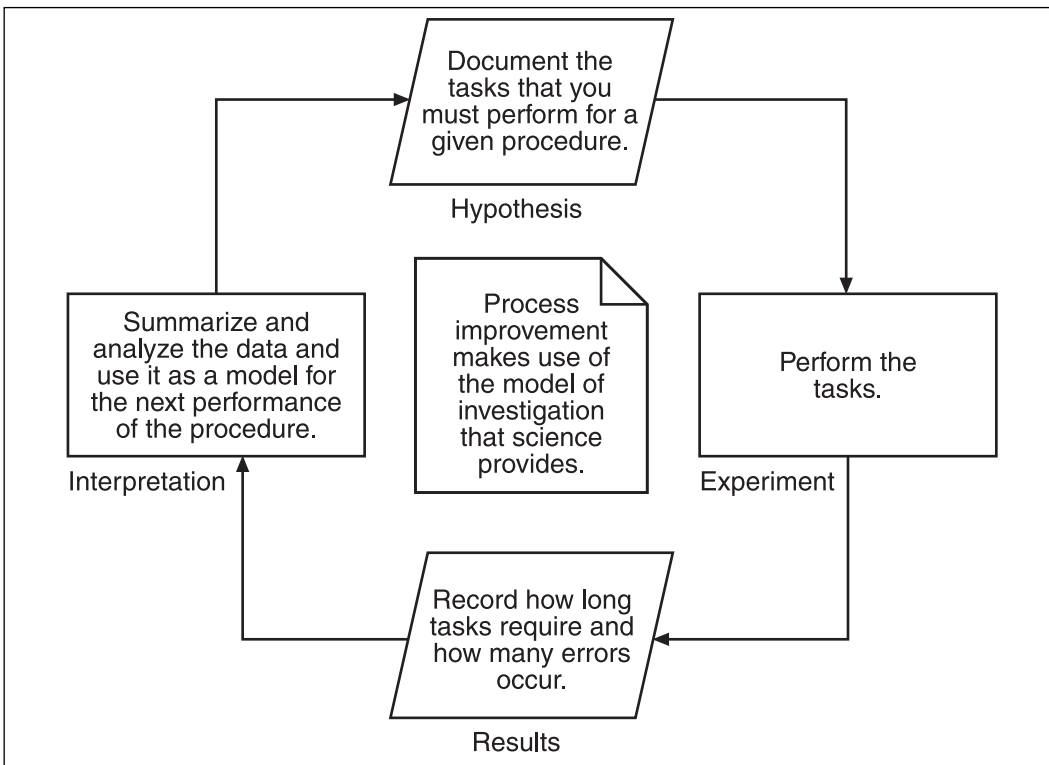 Document the
tasks that you
must perform for a
given procedure.
Hypothesis
Summarize and
analyze the data and
use it as a model for
the next performance
of the procedure.
Interpretation
Process
improvement
makes use of
the model of
investigation
that science
provides.
Perform the
tasks.
Experiment
Record how long
tasks require and
how many errors
occur.
Results